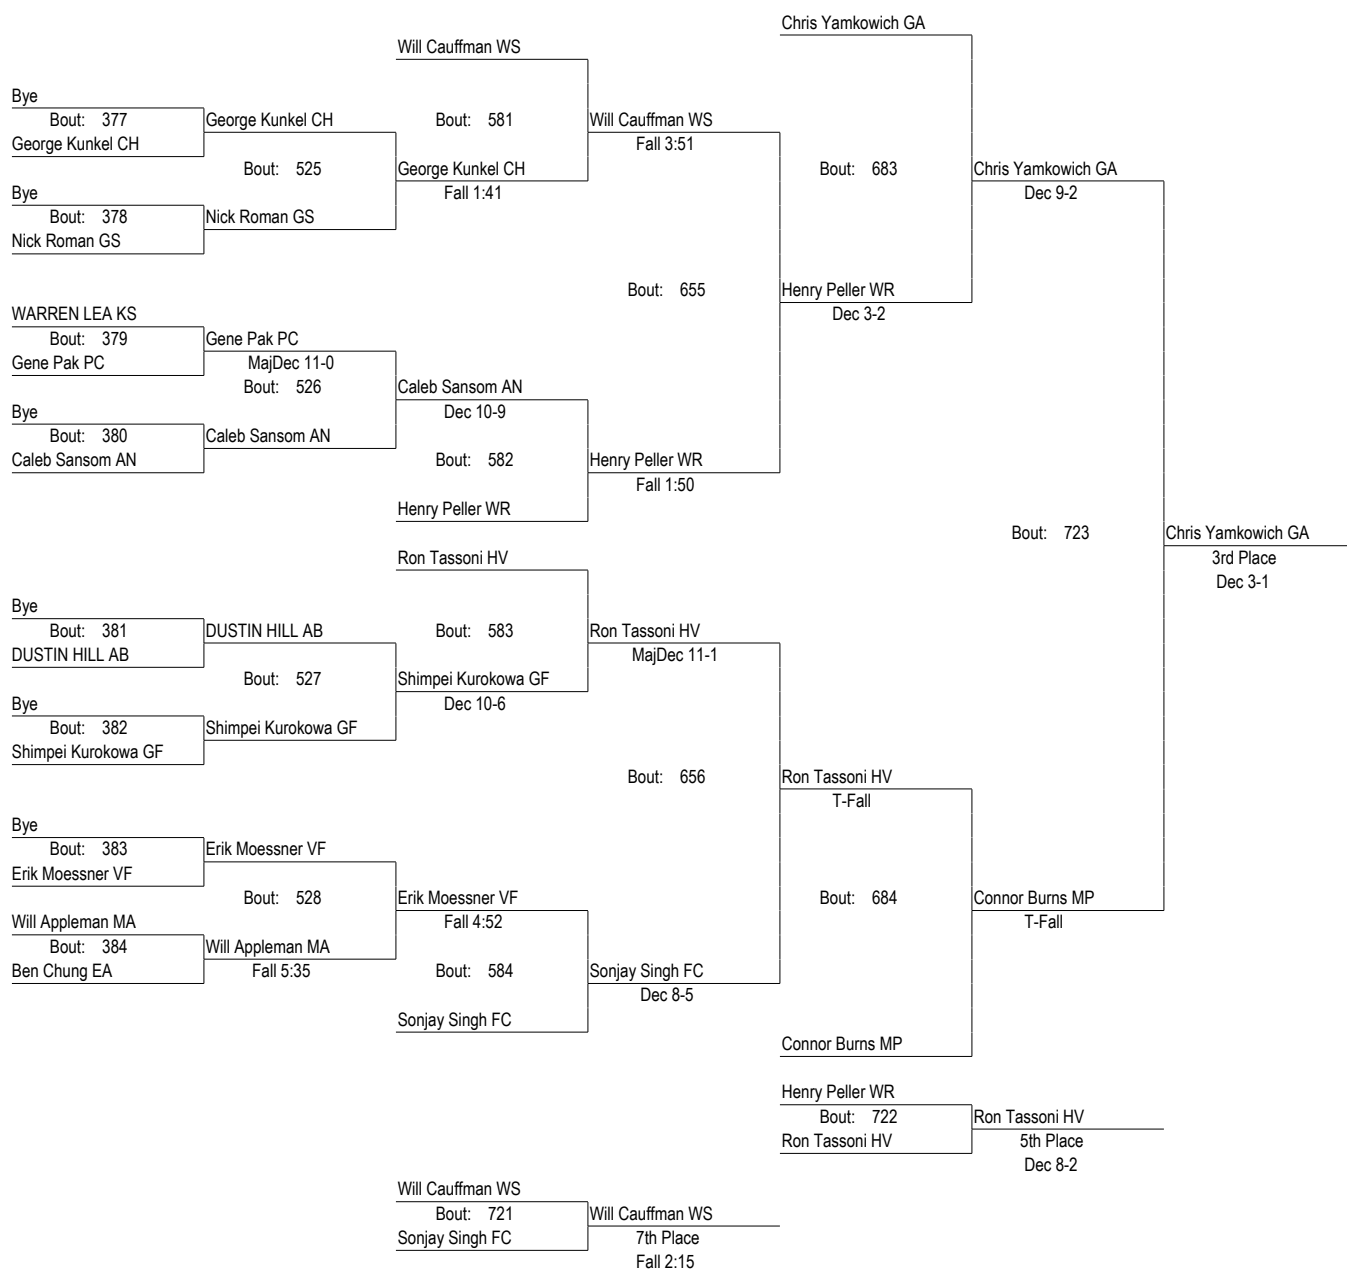 Chris Yamkowich GA
Will Cauffman WS
Bye
Bout: 377
George Kunkel CH
George Kunkel CH
Bout: 581
Will Cauffman WS
Fall 3:51
Bout: 525
George Kunkel CH
Fall 1:41
Bout: 683
Chris Yamkowich GA
Dec 9-2
Bye
Bout: 378
Nick Roman GS
Nick Roman GS
Bout: 655
Henry Peller WR
Dec 3-2
WARREN LEA KS
Bout: 379
Gene Pak PC
Gene Pak PC
MajDec 11-0
Bout: 526
Caleb Sansom AN
Dec 10-9
Bye
Bout: 380
Caleb Sansom AN
Caleb Sansom AN
Bout: 582
Henry Peller WR
Fall 1:50
Henry Peller WR
Bout: 723
Chris Yamkowich GA
3rd Place
Dec 3-1
Ron Tassoni HV
Bye
Bout: 381
DUSTIN HILL AB
DUSTIN HILL AB
Bout: 583
Ron Tassoni HV
MajDec 11-1
Bout: 527
Shimpei Kurokowa GF
Dec 10-6
Bye
Bout: 382
Shimpei Kurokowa GF
Shimpei Kurokowa GF
Bout: 656
Ron Tassoni HV
T-Fall
Bye
Bout: 383
Erik Moessner VF
Erik Moessner VF
Bout: 528
Erik Moessner VF
Fall 4:52
Bout: 684
Connor Burns MP
T-Fall
Will Appleman MA
Bout: 384
Ben Chung EA
Will Appleman MA
Fall 5:35
Bout: 584
Sonjay Singh FC
Dec 8-5
Sonjay Singh FC
Connor Burns MP
Henry Peller WR
Bout: 722
Ron Tassoni HV
Ron Tassoni HV
5th Place
Dec 8-2
Will Cauffman WS
Bout: 721
Sonjay Singh FC
Will Cauffman WS
7th Place
Fall 2:15